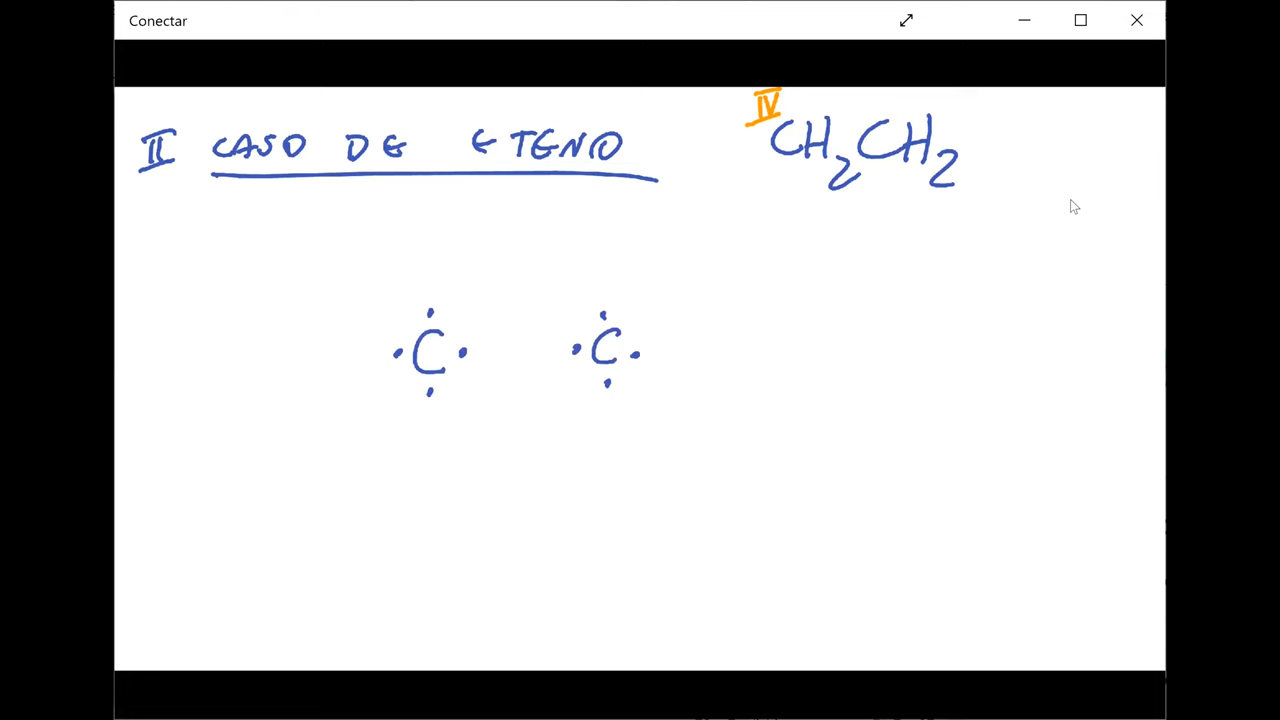 Conectar
IV
II CASO DE ETENO CH2CH2
·C· ·C·